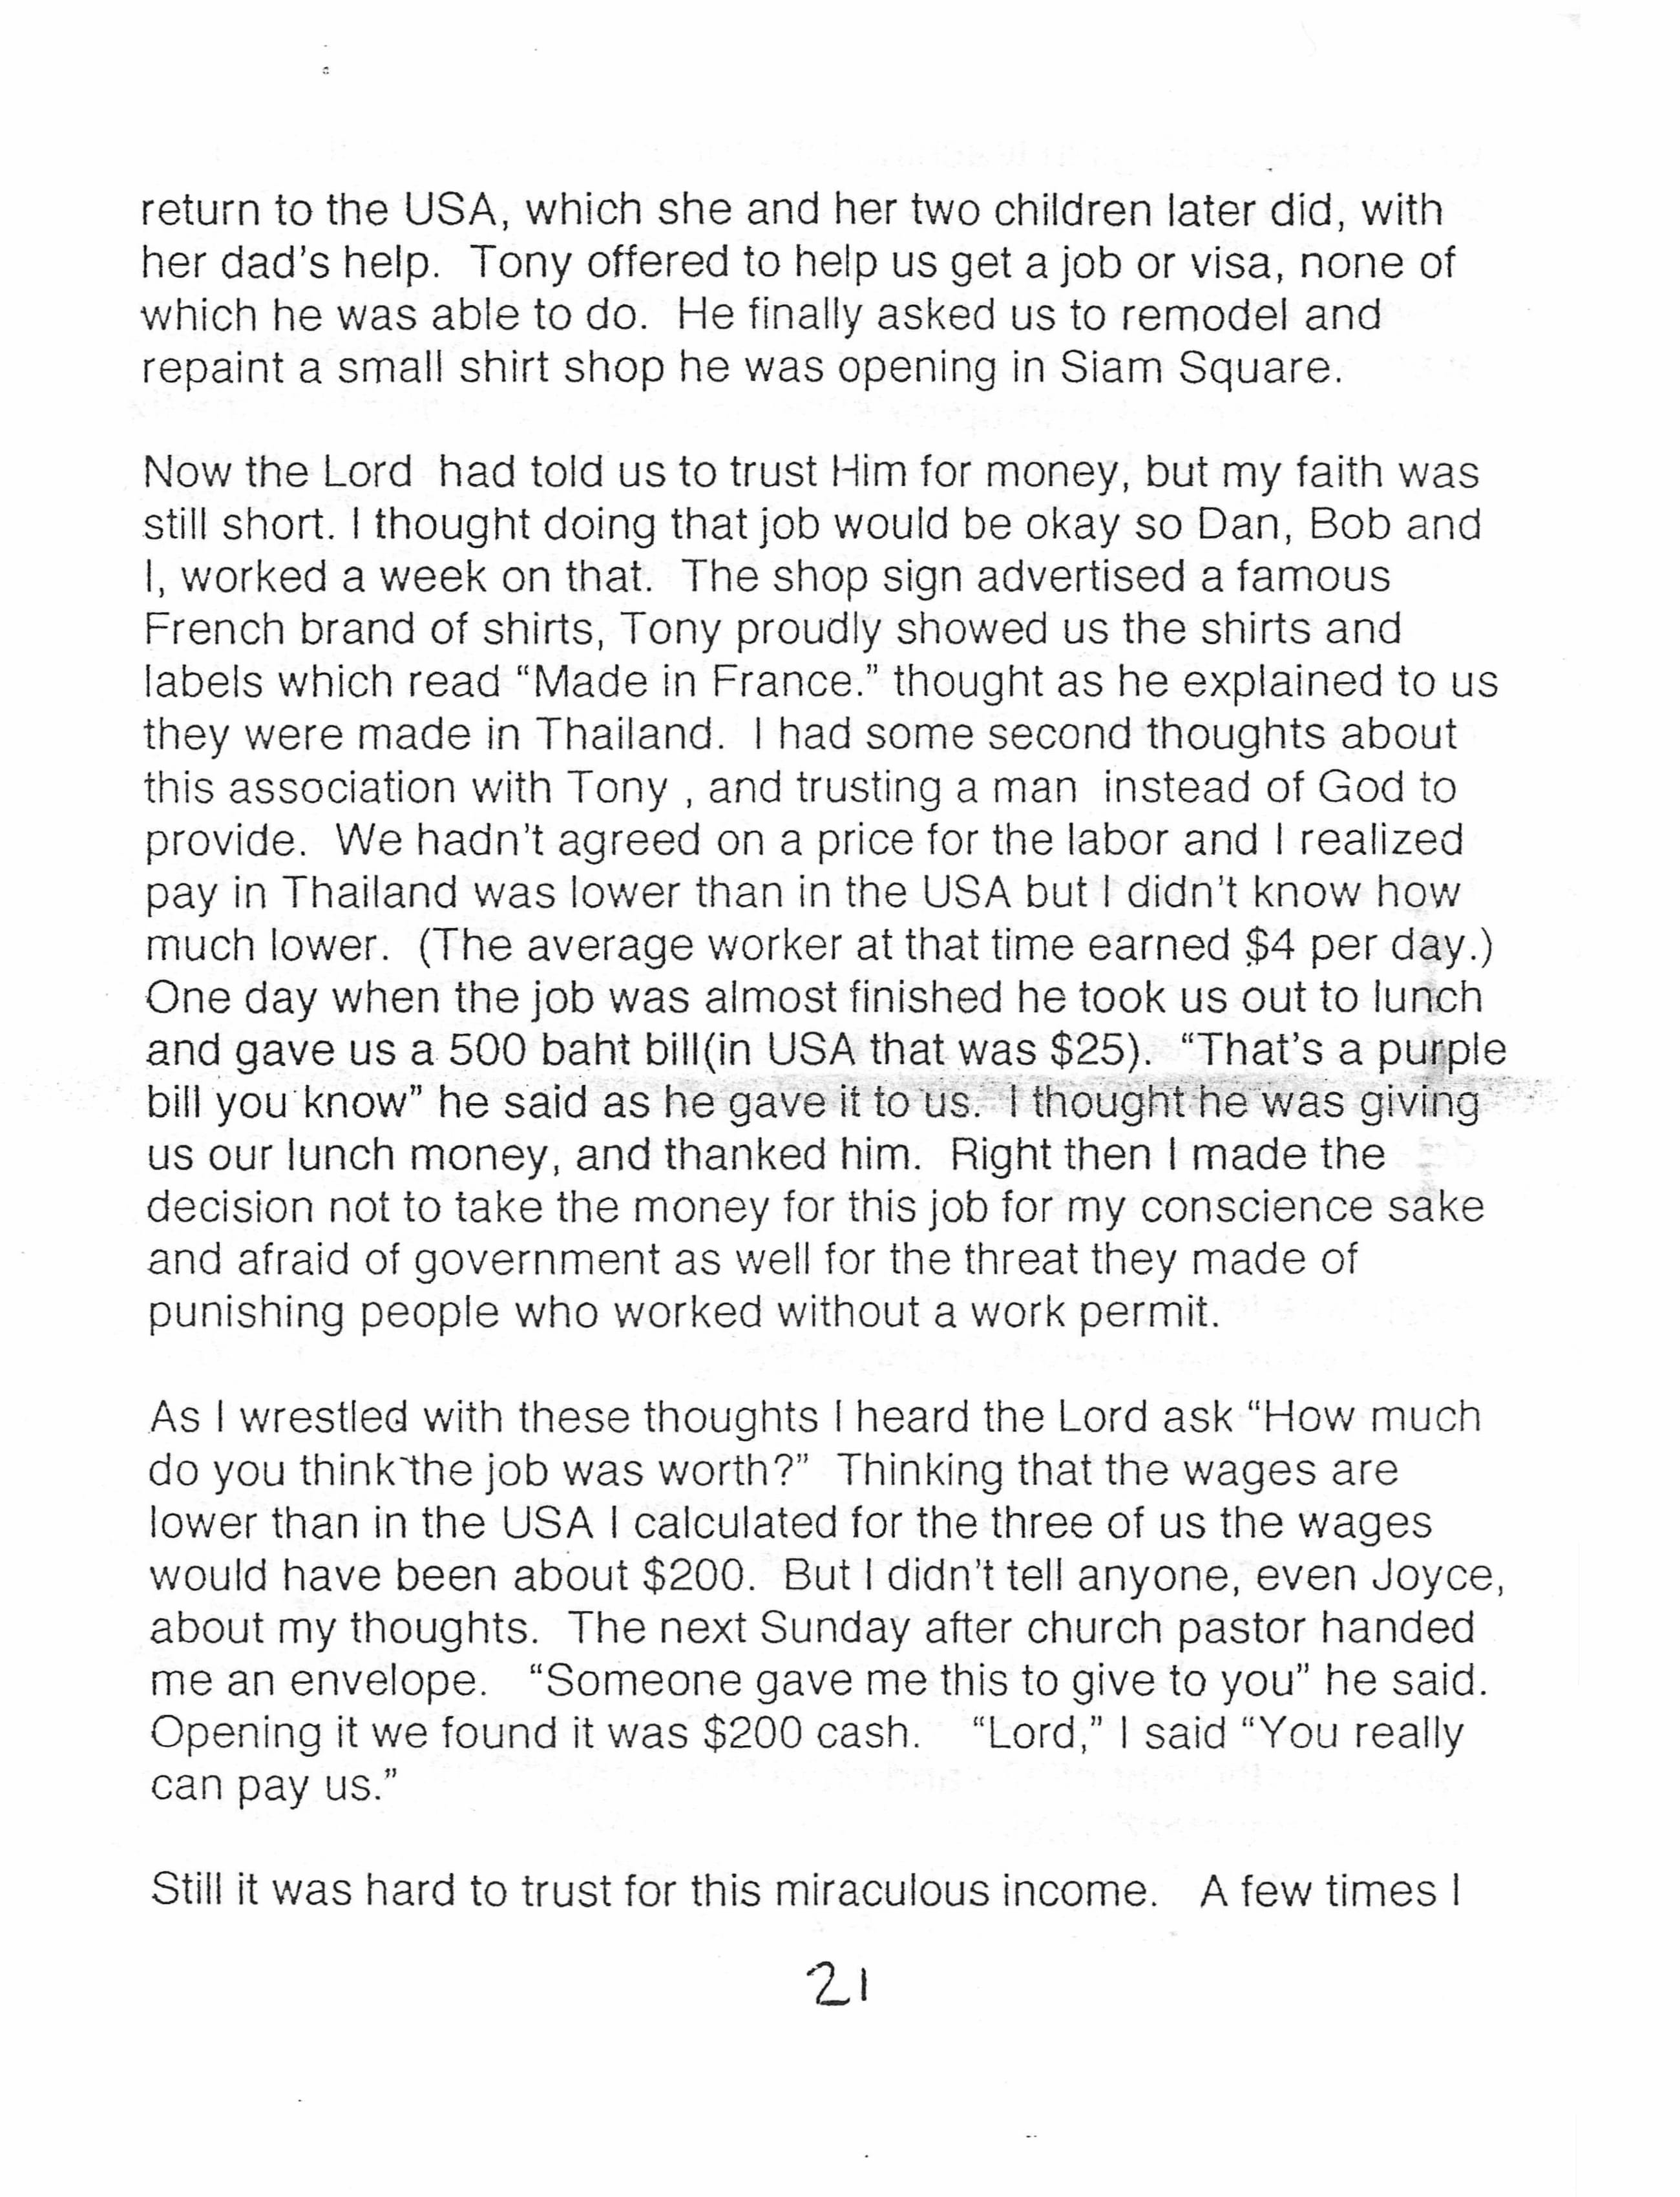 return to the USA, which she and her two children later did, with
her dad's help.  Tony offered to help us get a job or visa, none of
which he was able to do.  He finally asked us to remodel and
repaint a small shirt shop he was opening in Siam Square.

Now the Lord  had told us to trust Him for money, but my faith was
still short. I thought doing that job would be okay so Dan, Bob and
I, worked a week on that.  The shop sign advertised a famous
French brand of shirts, Tony proudly showed us the shirts and
labels which read “Made in France.” thought as he explained to us
they were made in Thailand.  I had some second thoughts about
this association with Tony , and trusting a man  instead of God to
provide.  We hadn't agreed on a price for the labor and I realized
pay in Thailand was lower than in the USA but I didn't know how
much lower.  (The average worker at that time earned $4 per day.)
One day when the job was almost finished he took us out to lunch
and gave us a 500 baht bill(in USA that was $25).  “That's a purple
bill you know” he said as he gave it to us.  I thought he was giving
us our lunch money, and thanked him.  Right then I made the
decision not to take the money for this job for my conscience sake
and afraid of government as well for the threat they made of
punishing people who worked without a work permit.

As I wrestled with these thoughts I heard the Lord ask “How much
do you think the job was worth?”  Thinking that the wages are
lower than in the USA I calculated for the three of us the wages
would have been about $200.  But I didn't tell anyone, even Joyce,
about my thoughts.  The next Sunday after church pastor handed
me an envelope.   “Someone gave me this to give to you” he said.
Opening it we found it was $200 cash.   “Lord,” I said “You really
can pay us.”

Still it was hard to trust for this miraculous income.   A few times I

21